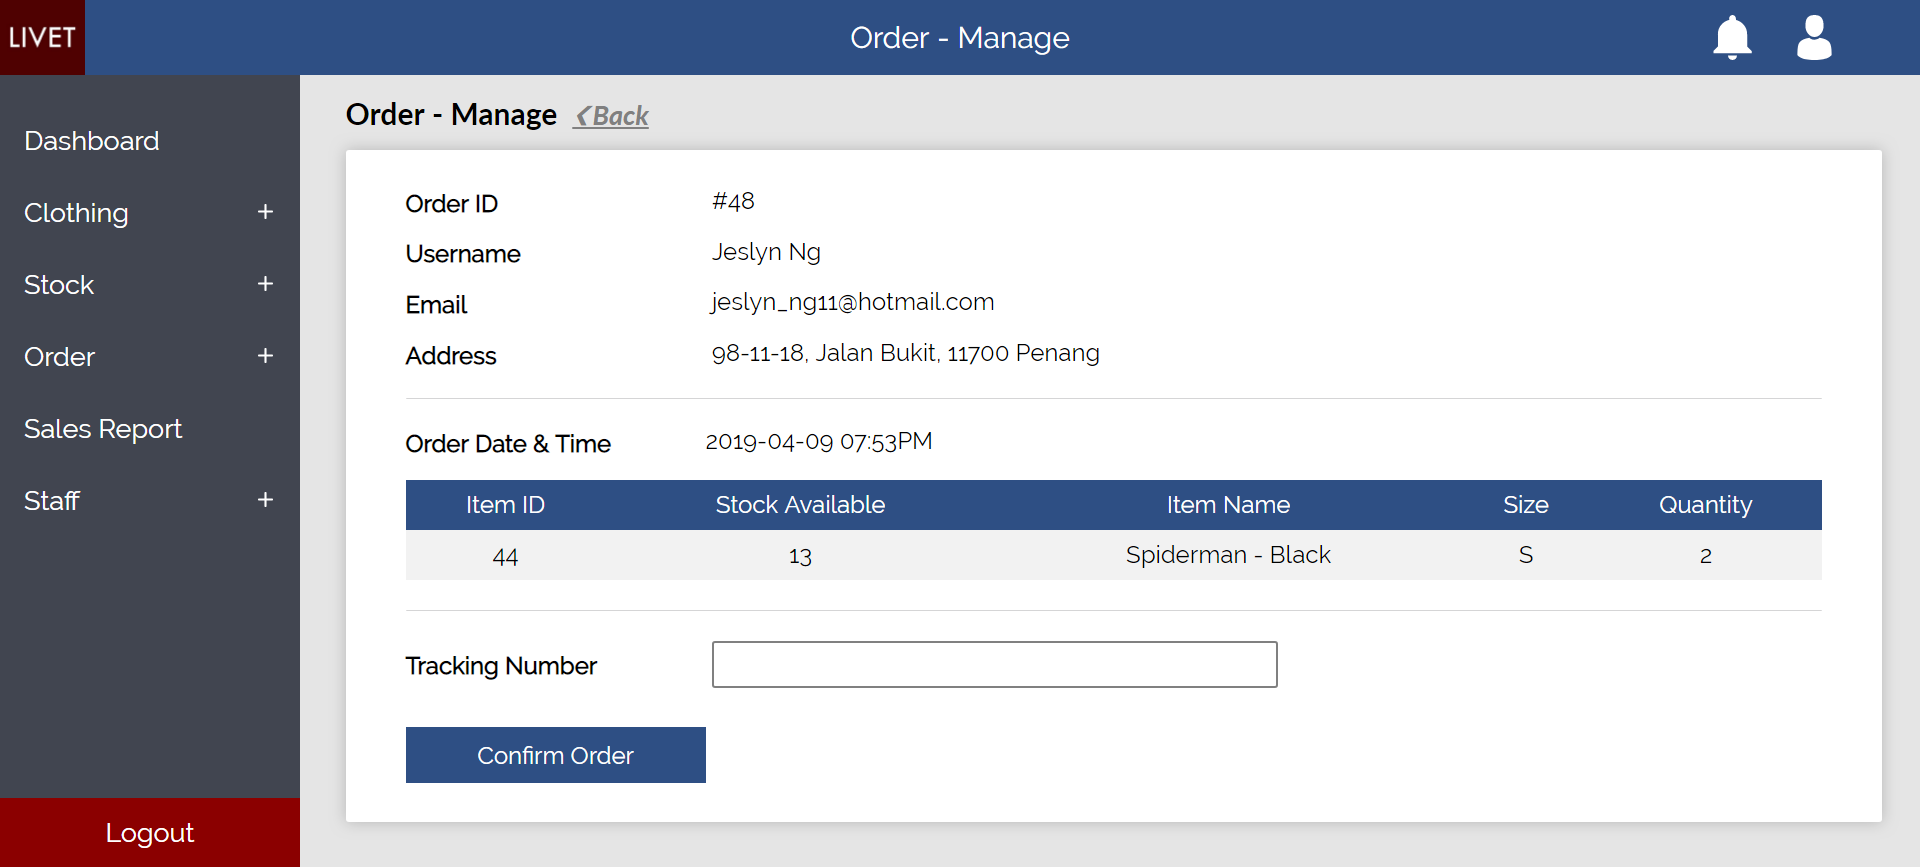 LIVET
Order - Manage
Dashboard
Clothing +
Stock +
Order +
Sales Report
Staff +
Logout
Order - Manage ❮Back
Order ID #48
Username Jeslyn Ng
Email jeslyn_ng11@hotmail.com
Address 98-11-18, Jalan Bukit, 11700 Penang
Order Date & Time 2019-04-09 07:53PM
Item ID Stock Available Item Name Size Quantity
44 13 Spiderman - Black S 2
Tracking Number
Confirm Order